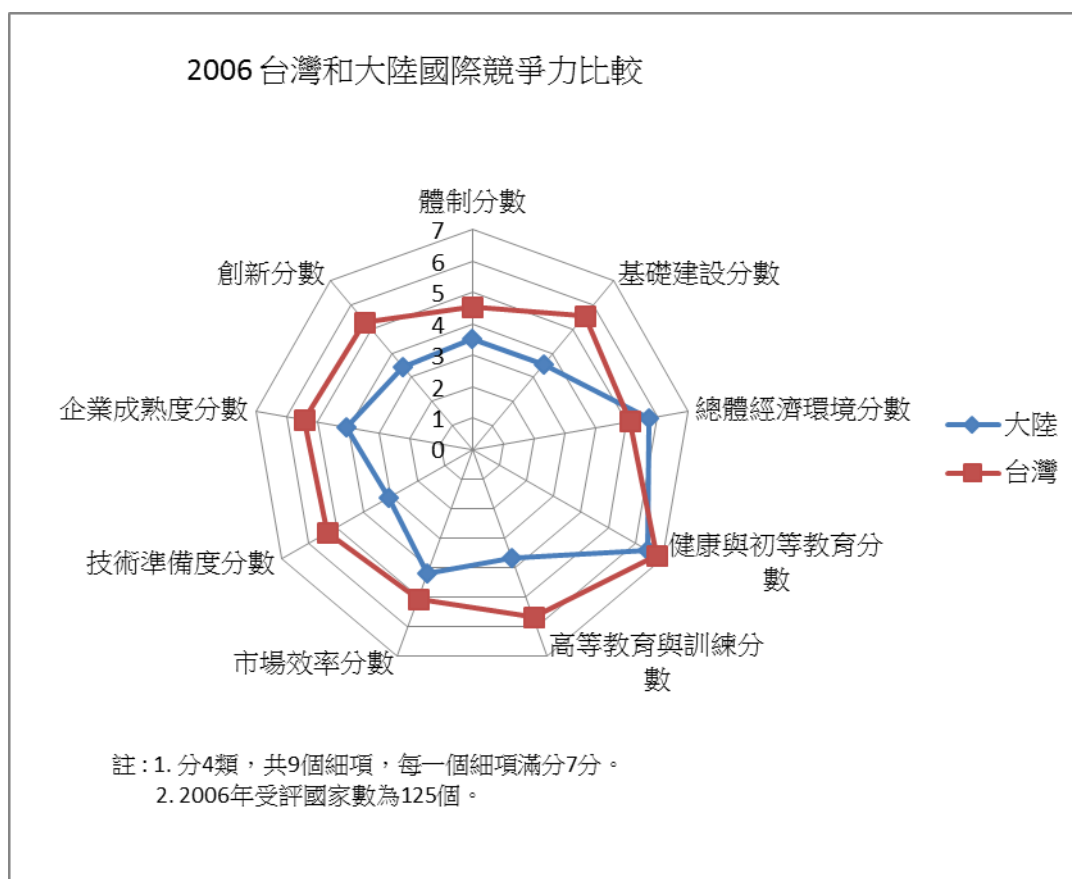 2006 台灣和大陸國際競爭力比較
體制分數
7
6
5
4
3
2
1
0
基礎建設分數
總體經濟環境分數
健康與初等教育分
數
高等教育與訓練分
數
市場效率分數
技術準備度分數
企業成熟度分數
創新分數
大陸
台灣
註 : 1. 分4類，共9個細項，每一個細項滿分7分。
2. 2006年受評國家數為125個。